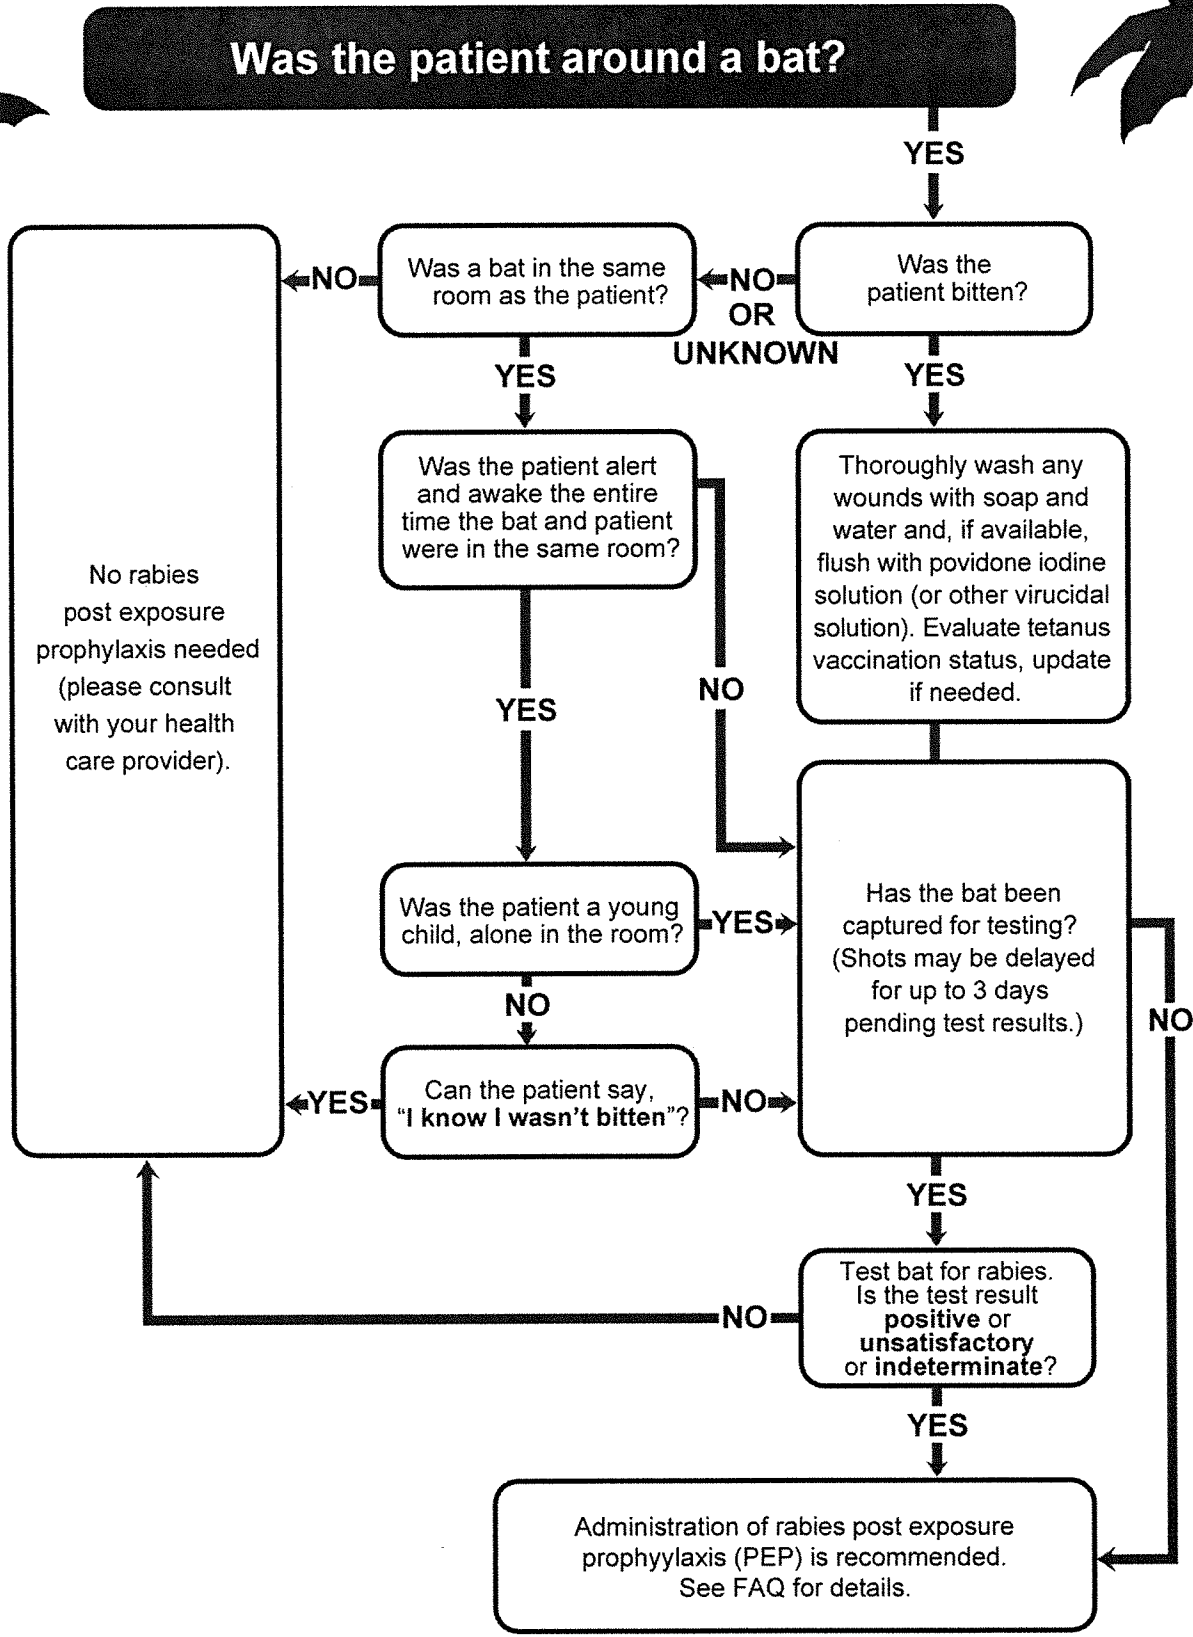 Was the patient around a bat?
YES
Was the
patient bitten?
NO
OR
UNKNOWN
Was a bat in the same
room as the patient?
NO
YES
YES
Was the patient alert
and awake the entire
time the bat and patient
were in the same room?
Thoroughly wash any
wounds with soap and
water and, if available,
flush with povidone iodine
solution (or other virucidal
solution). Evaluate tetanus
vaccination status, update
if needed.
No rabies
post exposure
prophylaxis needed
(please consult
with your health
care provider).
YES
NO
Was the patient a young
child, alone in the room?
YES
Has the bat been
captured for testing?
(Shots may be delayed
for up to 3 days
pending test results.)
NO
NO
Can the patient say,
“I know I wasn’t bitten”?
YES
NO
YES
Test bat for rabies.
Is the test result
positive or
unsatisfactory
or indeterminate?
NO
YES
Administration of rabies post exposure
prophyylaxis (PEP) is recommended.
See FAQ for details.